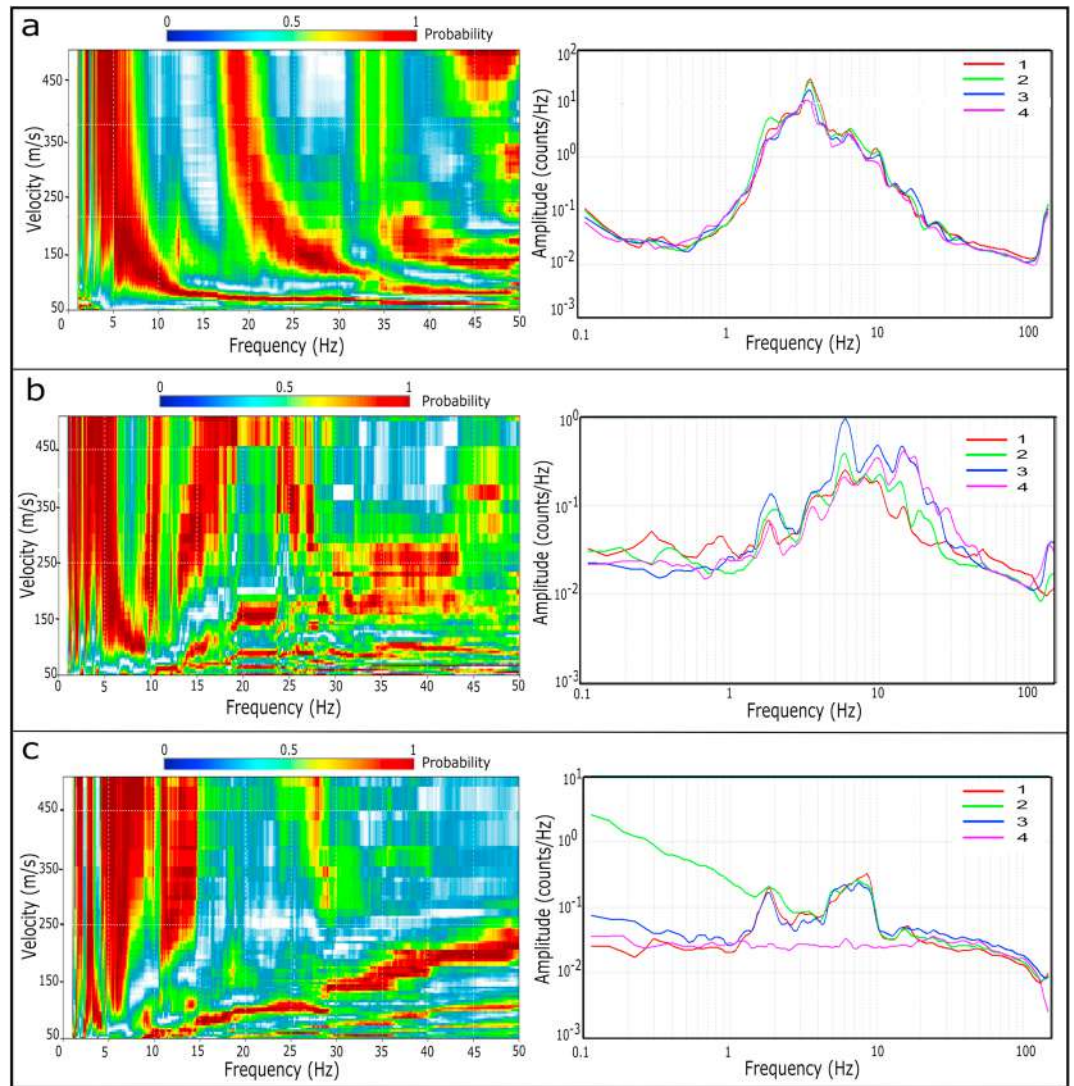 a
0 0.5 1 Probability
Velocity (m/s)
450
350
250
150
50
0 5 10 15 20 25 30 35 40 45 50
Frequency (Hz)
Amplitude (counts/Hz)
10²
10¹
10⁰
10⁻¹
10⁻²
10⁻³
0.1 1 10 100
Frequency (Hz)
1
2
3
4
b
0 0.5 1
Probability
Velocity (m/s)
450
350
250
150
50
0 5 10 15 20 25 30 35 40 45 50
Frequency (Hz)
Amplitude (counts/Hz)
10⁰
10⁻¹
10⁻²
10⁻³
0.1 1 10 100
Frequency (Hz)
1
2
3
4
c
0 0.5 1
Probability
Velocity (m/s)
450
350
250
150
50
0 5 10 15 20 25 30 35 40 45 50
Frequency (Hz)
Amplitude (counts/Hz)
10¹
10⁰
10⁻¹
10⁻²
10⁻³
0.1 1 10 100
Frequency (Hz)
1
2
3
4